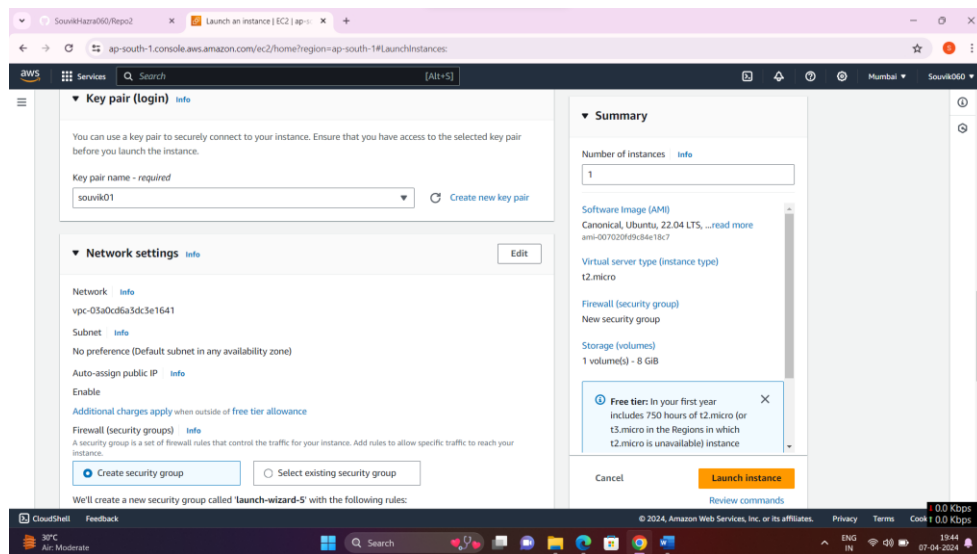 SouvikHazra060/Repo2
Launch an instance | EC2 | ap-s
ap-south-1.console.aws.amazon.com/ec2/home?region=ap-south-1#LaunchInstances:
S
aws
Services
Search
[Alt+S]
Mumbai
Souvik060
Key pair (login) Info
You can use a key pair to securely connect to your instance. Ensure that you have access to the selected key pair
before you launch the instance.
Key pair name - required
souvik01
Create new key pair
Network settings Info
Edit
Network Info
vpc-03a0cd6a3dc3e1641
Subnet Info
No preference (Default subnet in any availability zone)
Auto-assign public IP Info
Enable
Additional charges apply when outside of free tier allowance
Firewall (security groups) Info
A security group is a set of firewall rules that control the traffic for your instance. Add rules to allow specific traffic to reach your
instance.
Create security group
Select existing security group
We'll create a new security group called 'launch-wizard-5' with the following rules:
Summary
Number of instances Info
1
Software Image (AMI)
Canonical, Ubuntu, 22.04 LTS, ...read more
ami-007020fd9c84e18c7
Virtual server type (instance type)
t2.micro
Firewall (security group)
New security group
Storage (volumes)
1 volume(s) - 8 GiB
Free tier: In your first year
includes 750 hours of t2.micro (or
t3.micro in the Regions in which
t2.micro is unavailable) instance
Cancel
Launch instance
Review commands
CloudShell
Feedback
© 2024, Amazon Web Services, Inc. or its affiliates.
Privacy
Terms
Cook
0.0 Kbps
0.0 Kbps
30°C
Air: Moderate
Search
ENG
IN
19:44
07-04-2024